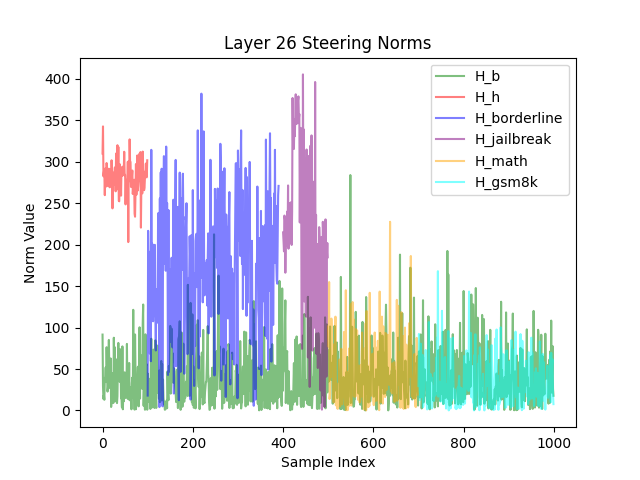 Layer 26 Steering Norms
Norm Value
400
350
300
250
200
150
100
50
0
H_b
H_h
H_borderline
H_jailbreak
H_math
H_gsm8k
0
200
400
600
800
1000
Sample Index